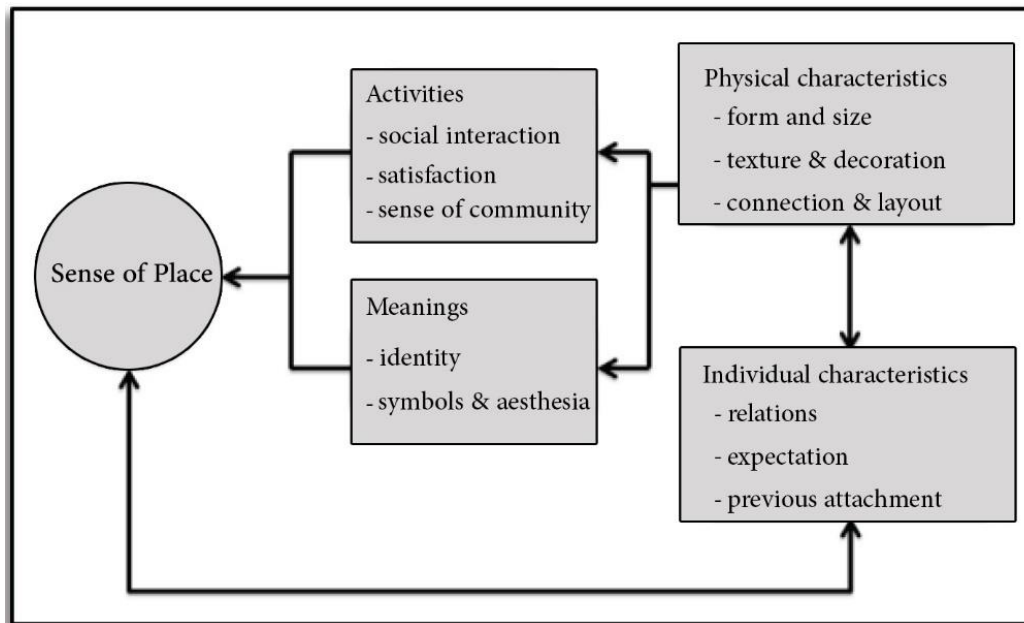 Sense of Place
Activities
- social interaction
- satisfaction
- sense of community
Meanings
- identity
- symbols & aesthesia
Physical characteristics
- form and size
- texture & decoration
- connection & layout
Individual characteristics
- relations
- expectation
- previous attachment